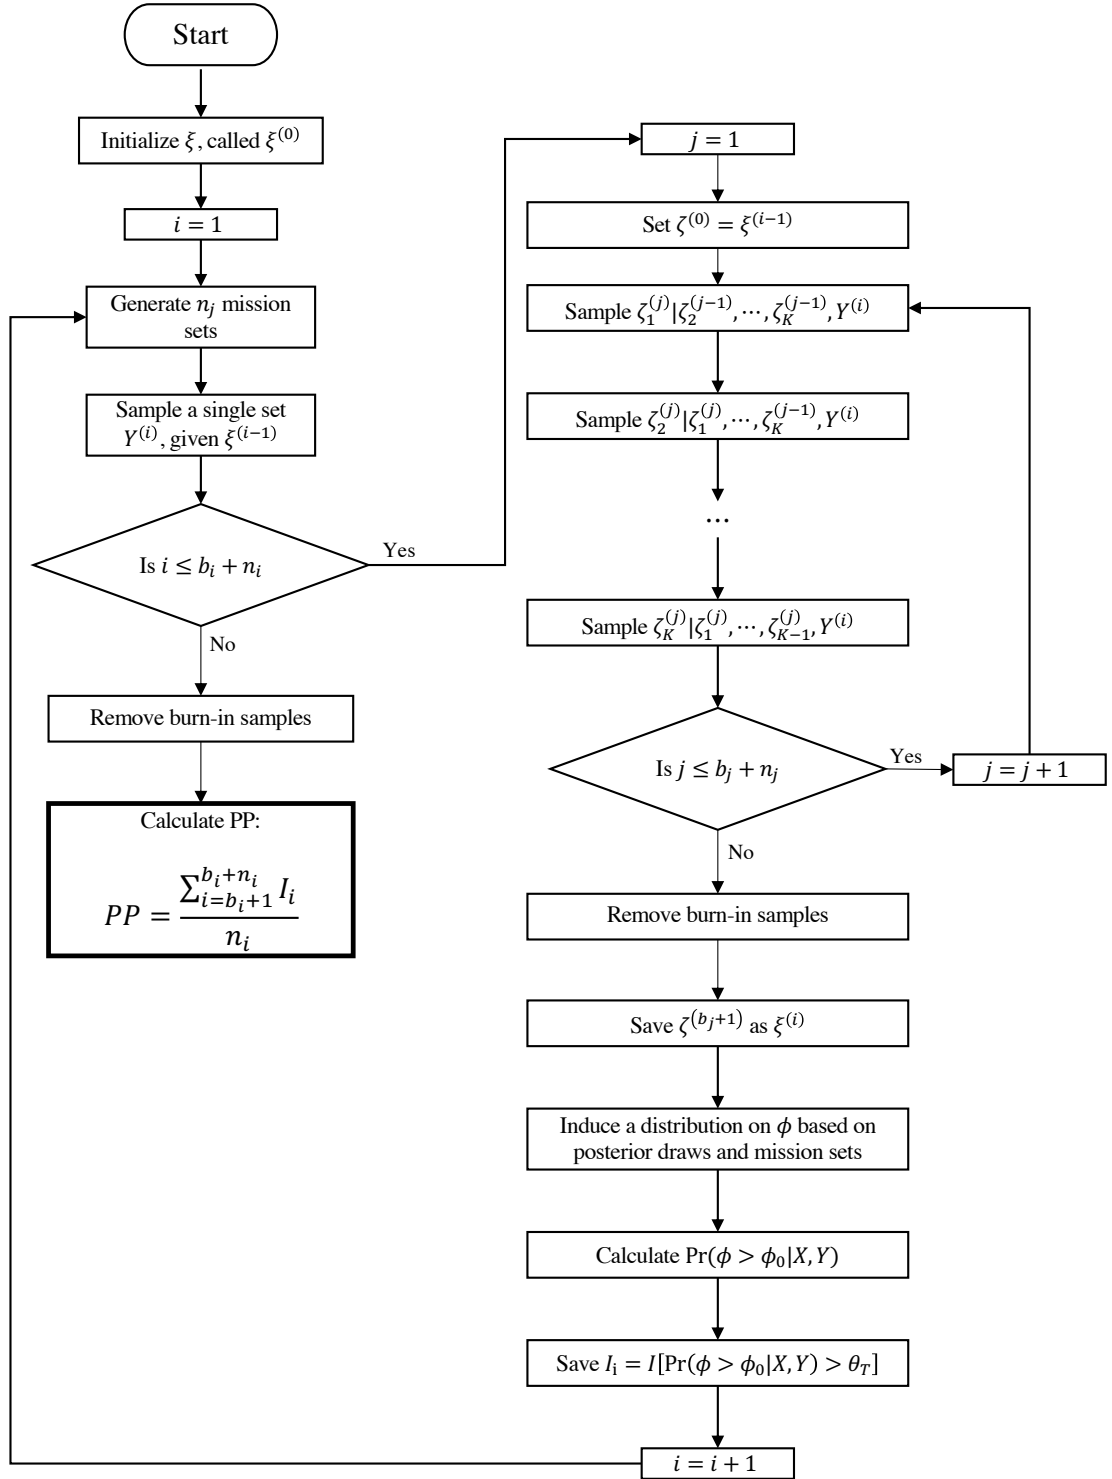 Start
Initialize ξ, called ξ^(0)
i = 1
Generate n_j mission
sets
Sample a single set
Y^(i), given ξ^(i−1)
Is i ≤ b_i + n_i
Yes
No
Remove burn-in samples
Calculate PP:
PP = ∑_{i=b_i+1}^{b_i+n_i} I_i / n_i
j = 1
Set ζ^(0) = ξ^(i−1)
Sample ζ_1^(j)|ζ_2^(j−1), ⋯, ζ_K^(j−1), Y^(i)
Sample ζ_2^(j)|ζ_1^(j), ⋯, ζ_K^(j−1), Y^(i)
...
Sample ζ_K^(j)|ζ_1^(j), ⋯, ζ_{K−1}^(j), Y^(i)
Is j ≤ b_j + n_j
Yes
j = j + 1
No
Remove burn-in samples
Save ζ^(b_j+1) as ξ^(i)
Induce a distribution on ϕ based on
posterior draws and mission sets
Calculate Pr(ϕ > ϕ_0|X, Y)
Save I_i = I[Pr(ϕ > ϕ_0|X, Y) > θ_T]
i = i + 1